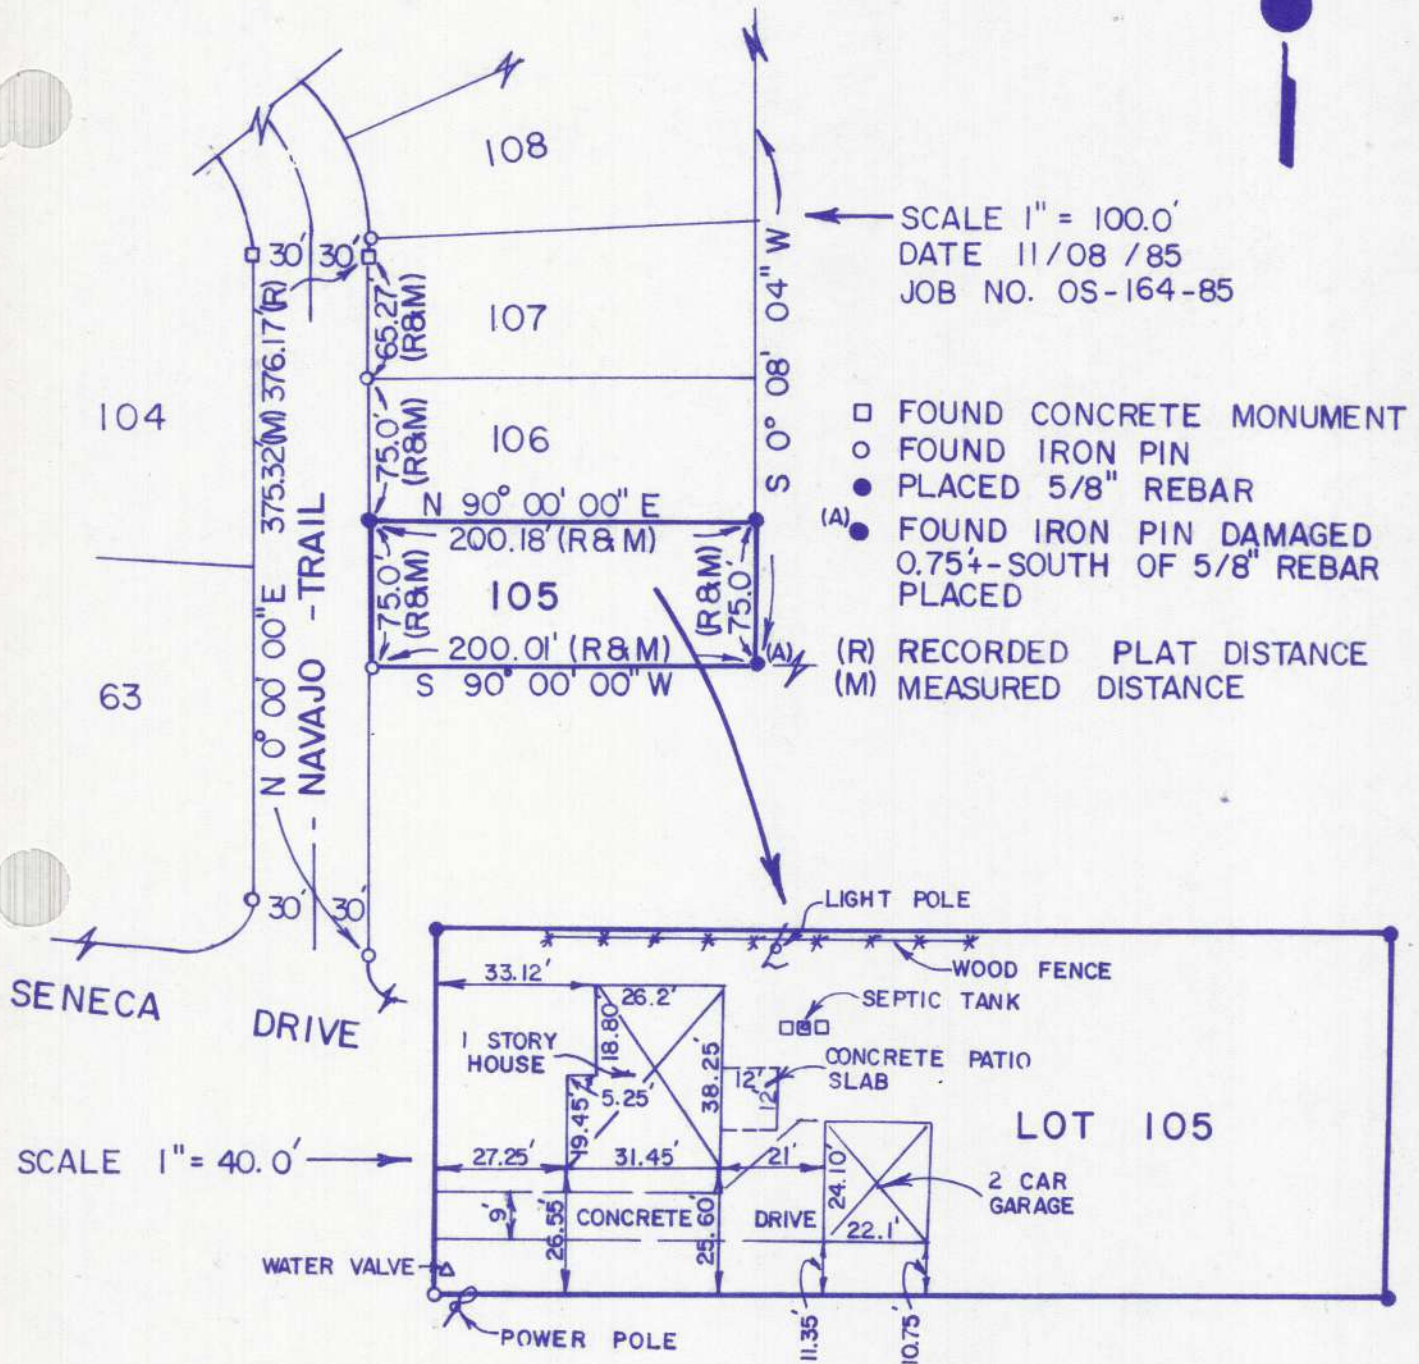 108
SCALE 1" = 100.0'
DATE 11/08/85
JOB NO. OS-164-85
30' 30'
65.27' (R&M)
107
S 0° 08' 04" W
375.32'(M) 376.17'(R)
104
75.0' (R&M)
106
□ FOUND CONCRETE MONUMENT
○ FOUND IRON PIN
● PLACED 5/8" REBAR
(A) ● FOUND IRON PIN DAMAGED
0.75'+- SOUTH OF 5/8" REBAR
PLACED
N 90° 00' 00" E
200.18' (R&M)
75.0' (R&M)
105
75.0' (R&M)
200.01' (R&M)
(A)
S 90° 00' 00" W
(R) RECORDED PLAT DISTANCE
(M) MEASURED DISTANCE
63
N 0° 00' 00" E
NAVAJO - TRAIL
30' 30'
SENECA DRIVE
LIGHT POLE
WOOD FENCE
33.12'
26.2'
SEPTIC TANK
18.80'
1 STORY
HOUSE
38.25'
CONCRETE PATIO
SLAB
12'
12'
5.25'
19.45'
LOT 105
SCALE 1" = 40.0'
27.25'
31.45'
21'
24.10'
2 CAR
GARAGE
9'
26.55'
CONCRETE DRIVE
25.60'
22.1'
WATER VALVE
POWER POLE
11.35'
10.75'